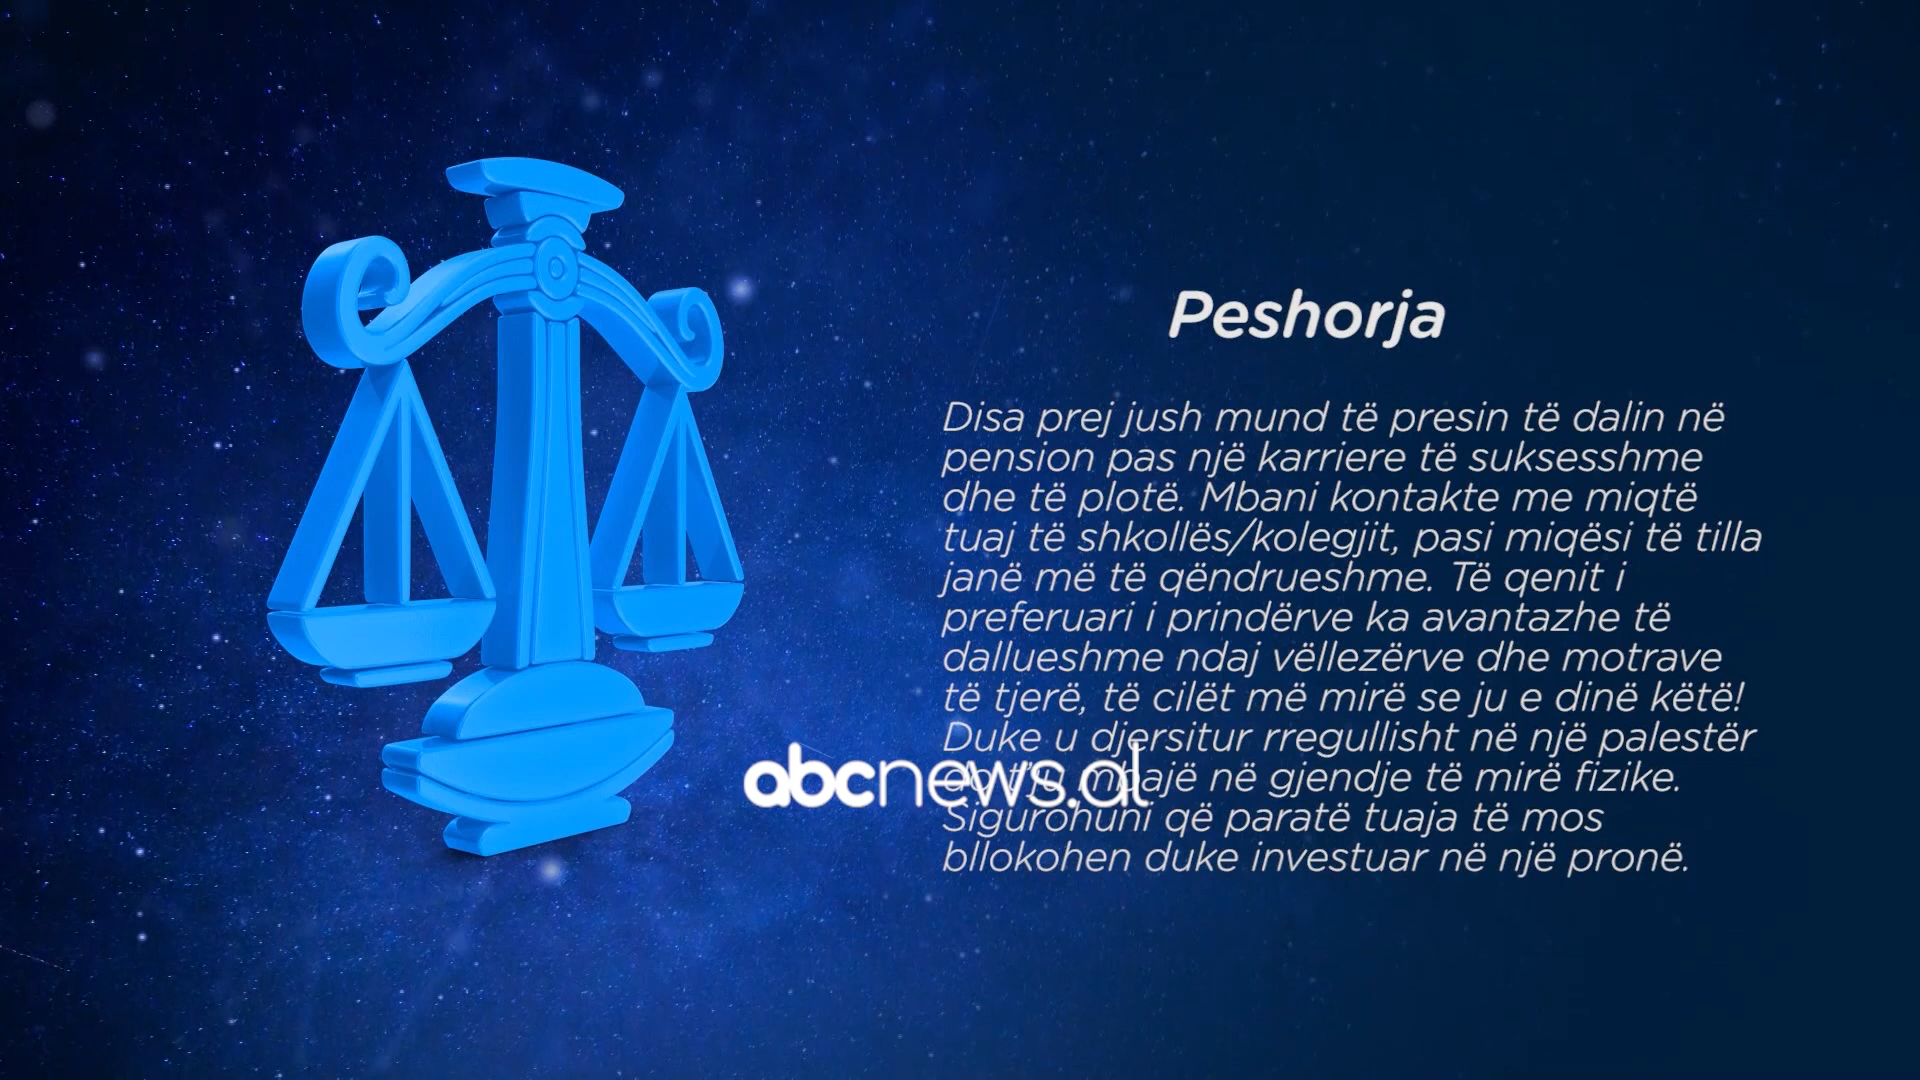 Peshorja
Disa prej jush mund të presin të dalin në
pension pas një karriere të suksesshme
dhe të plotë. Mbani kontakte me miqtë
tuaj të shkollës/kolegjit, pasi miqësi të tilla
janë më të qëndrueshme. Të qenit i
preferuari i prindërve ka avantazhe të
dallueshme ndaj vëllezërve dhe motrave
të tjerë, të cilët më mirë se ju e dinë këtë!
Duke u djersitur rregullisht në një palestër
do t'ju mbajë në gjendje të mirë fizike.
Sigurohuni që paratë tuaja të mos
bllokohen duke investuar në një pronë.
abcnews.al